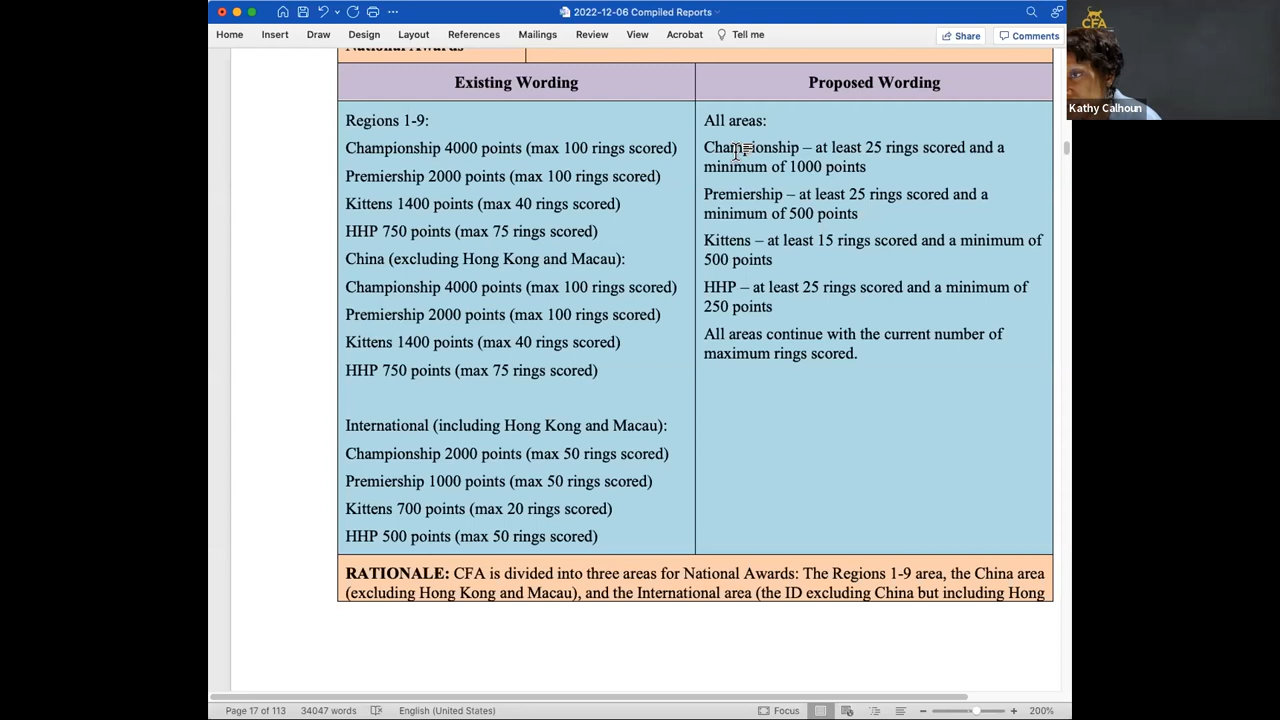 2022-12-06 Compiled Reports
Home Insert Draw Design Layout References Mailings Review View Acrobat Tell me Share Comments
CFA
Kathy Calhoun
National Awards
Existing Wording
Regions 1-9:
Championship 4000 points (max 100 rings scored)
Premiership 2000 points (max 100 rings scored)
Kittens 1400 points (max 40 rings scored)
HHP 750 points (max 75 rings scored)
China (excluding Hong Kong and Macau):
Championship 4000 points (max 100 rings scored)
Premiership 2000 points (max 100 rings scored)
Kittens 1400 points (max 40 rings scored)
HHP 750 points (max 75 rings scored)
International (including Hong Kong and Macau):
Championship 2000 points (max 50 rings scored)
Premiership 1000 points (max 50 rings scored)
Kittens 700 points (max 20 rings scored)
HHP 500 points (max 50 rings scored)
Proposed Wording
All areas:
Championship – at least 25 rings scored and a
minimum of 1000 points
Premiership – at least 25 rings scored and a
minimum of 500 points
Kittens – at least 15 rings scored and a minimum of
500 points
HHP – at least 25 rings scored and a minimum of
250 points
All areas continue with the current number of
maximum rings scored.
RATIONALE: CFA is divided into three areas for National Awards: The Regions 1-9 area, the China area
(excluding Hong Kong and Macau), and the International area (the ID excluding China but including Hong
Page 17 of 113 34047 words English (United States) Focus 200%